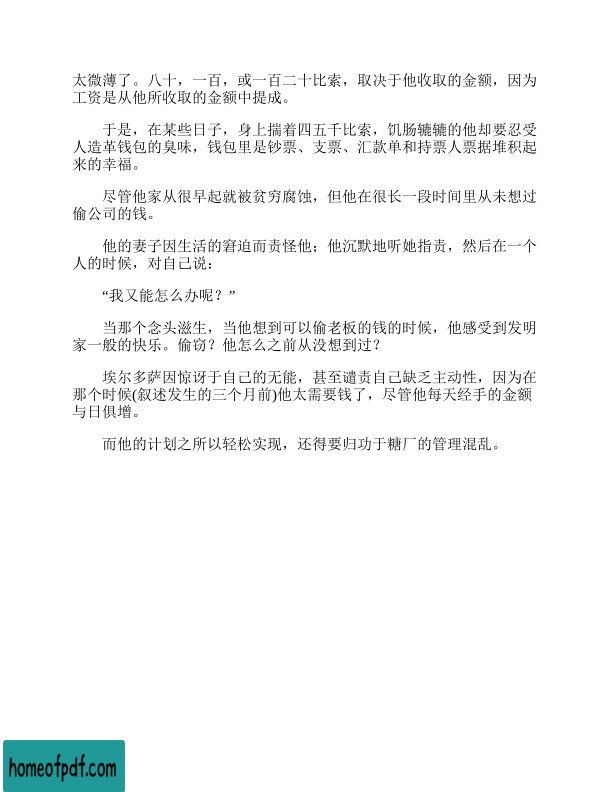 太微薄了。八十，一百，或一百二十比索，取决于他收取的金额，因为
工资是从他所收取的金额中提成。
于是，在某些日子，身上揣着四五千比索，饥肠辘辘的他却要忍受
人造革钱包的臭味，钱包里是钞票、支票、汇款单和持票人票据堆积起
来的幸福。
尽管他家从很早起就被贫穷腐蚀，但他在很长一段时间里从未想过
偷公司的钱。
他的妻子因生活的窘迫而责怪他；他沉默地听她指责，然后在一个
人的时候，对自己说：
“我又能怎么办呢？”
当那个念头滋生，当他想到可以偷老板的钱的时候，他感受到发明
家一般的快乐。偷窃？他怎么之前从没想到过？
埃尔多萨因惊讶于自己的无能，甚至谴责自己缺乏主动性，因为在
那个时候(叙述发生的三个月前)他太需要钱了，尽管他每天经手的金额
与日俱增。
而他的计划之所以轻松实现，还得要归功于糖厂的管理混乱。
homeofpdf.com